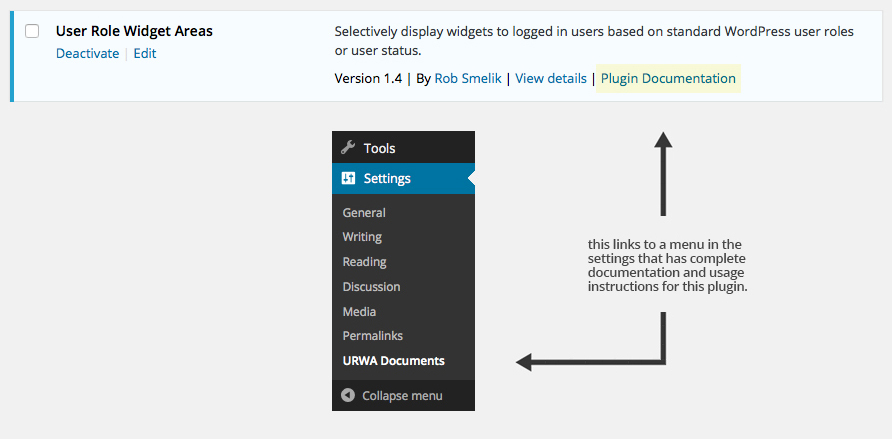 User Role Widget Areas
Deactivate | Edit
Selectively display widgets to logged in users based on standard WordPress user roles
or user status.
Version 1.4 | By Rob Smelik | View details | Plugin Documentation
Tools
Settings
General
Writing
Reading
Discussion
Media
Permalinks
URWA Documents
Collapse menu
this links to a menu in the
settings that has complete
documentation and usage
instructions for this plugin.